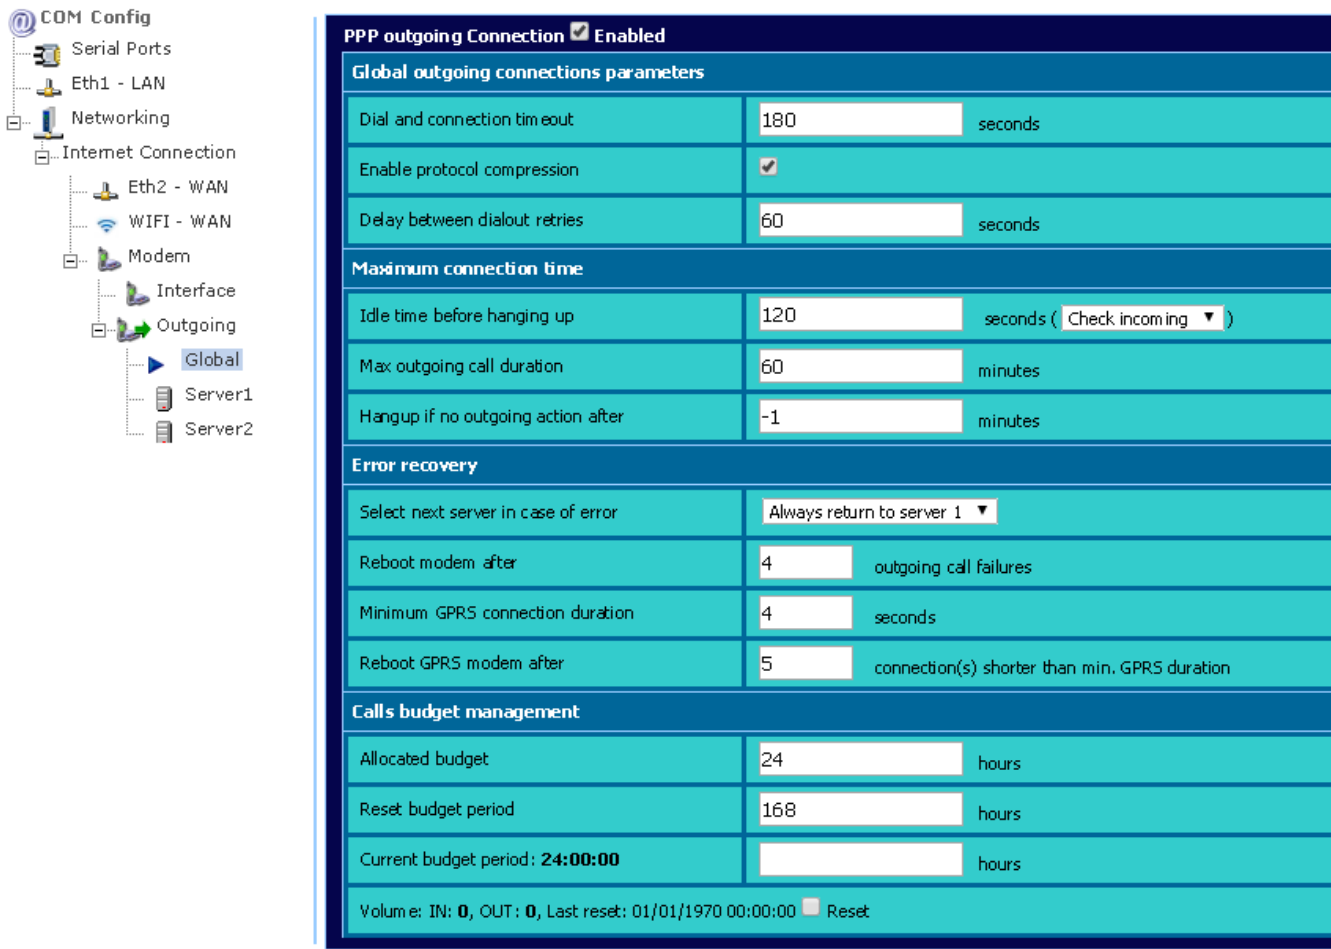 COM Config
Serial Ports
Eth1 - LAN
Networking
Internet Connection
Eth2 - WAN
WIFI - WAN
Modem
Interface
Outgoing
Global
Server1
Server2
PPP outgoing Connection Enabled
Global outgoing connections parameters
Dial and connection timeout 180 seconds
Enable protocol compression
Delay between dialout retries 60 seconds
Maximum connection time
Idle time before hanging up 120 seconds ( Check incoming )
Max outgoing call duration 60 minutes
Hangup if no outgoing action after -1 minutes
Error recovery
Select next server in case of error Always return to server 1
Reboot modem after 4 outgoing call failures
Minimum GPRS connection duration 4 seconds
Reboot GPRS modem after 5 connection(s) shorter than min. GPRS duration
Calls budget management
Allocated budget 24 hours
Reset budget period 168 hours
Current budget period: 24:00:00 hours
Volume: IN: 0, OUT: 0, Last reset: 01/01/1970 00:00:00 Reset